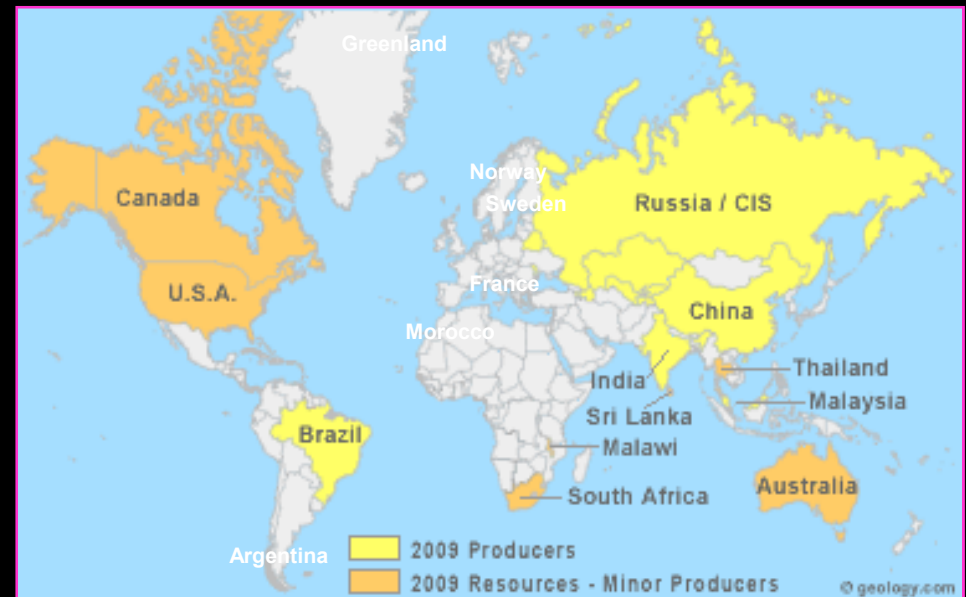 Greenland
Norway
Canada
Russia / CIS
Sweden
U.S.A.
France
China
Morocco
Thailand
India
Malaysia
Sri Lanka
Brazil
Malawi
Australia
South Africa
Argentina
2009 Producers
2009 Resources - Minor Producers
© geology.com